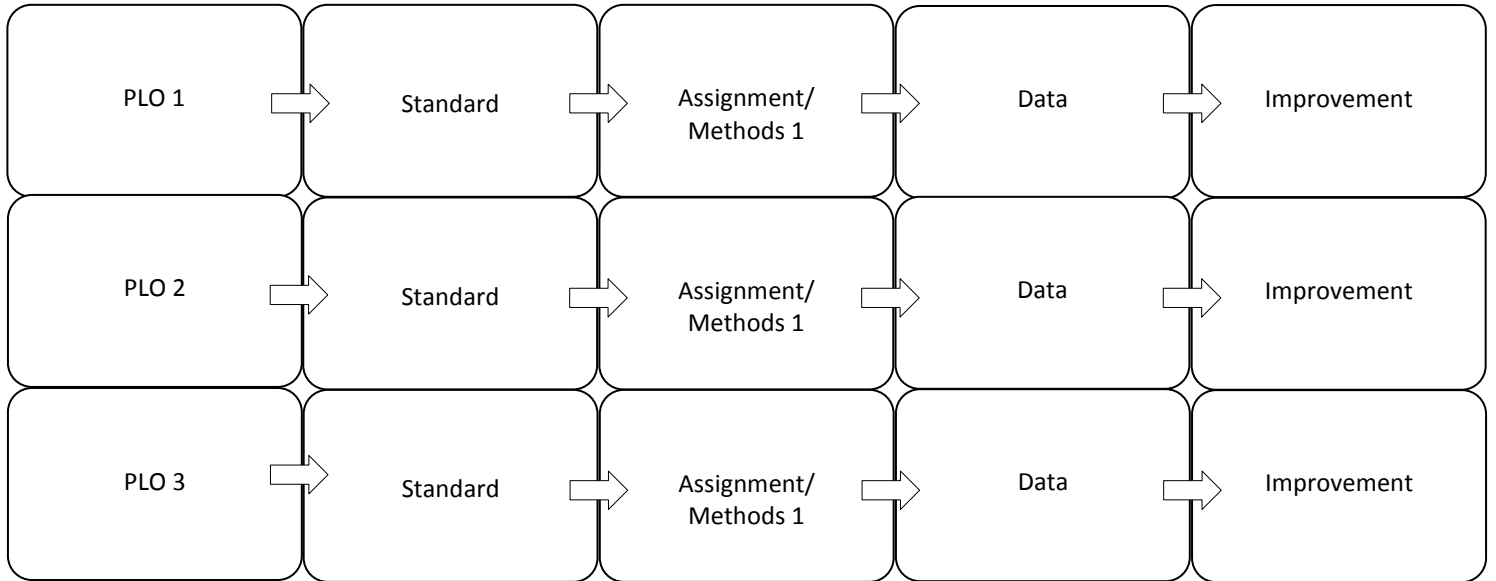 PLO 1
Standard
Assignment/
Methods 1
Data
Improvement
PLO 2
Standard
Assignment/
Methods 1
Data
Improvement
PLO 3
Standard
Assignment/
Methods 1
Data
Improvement